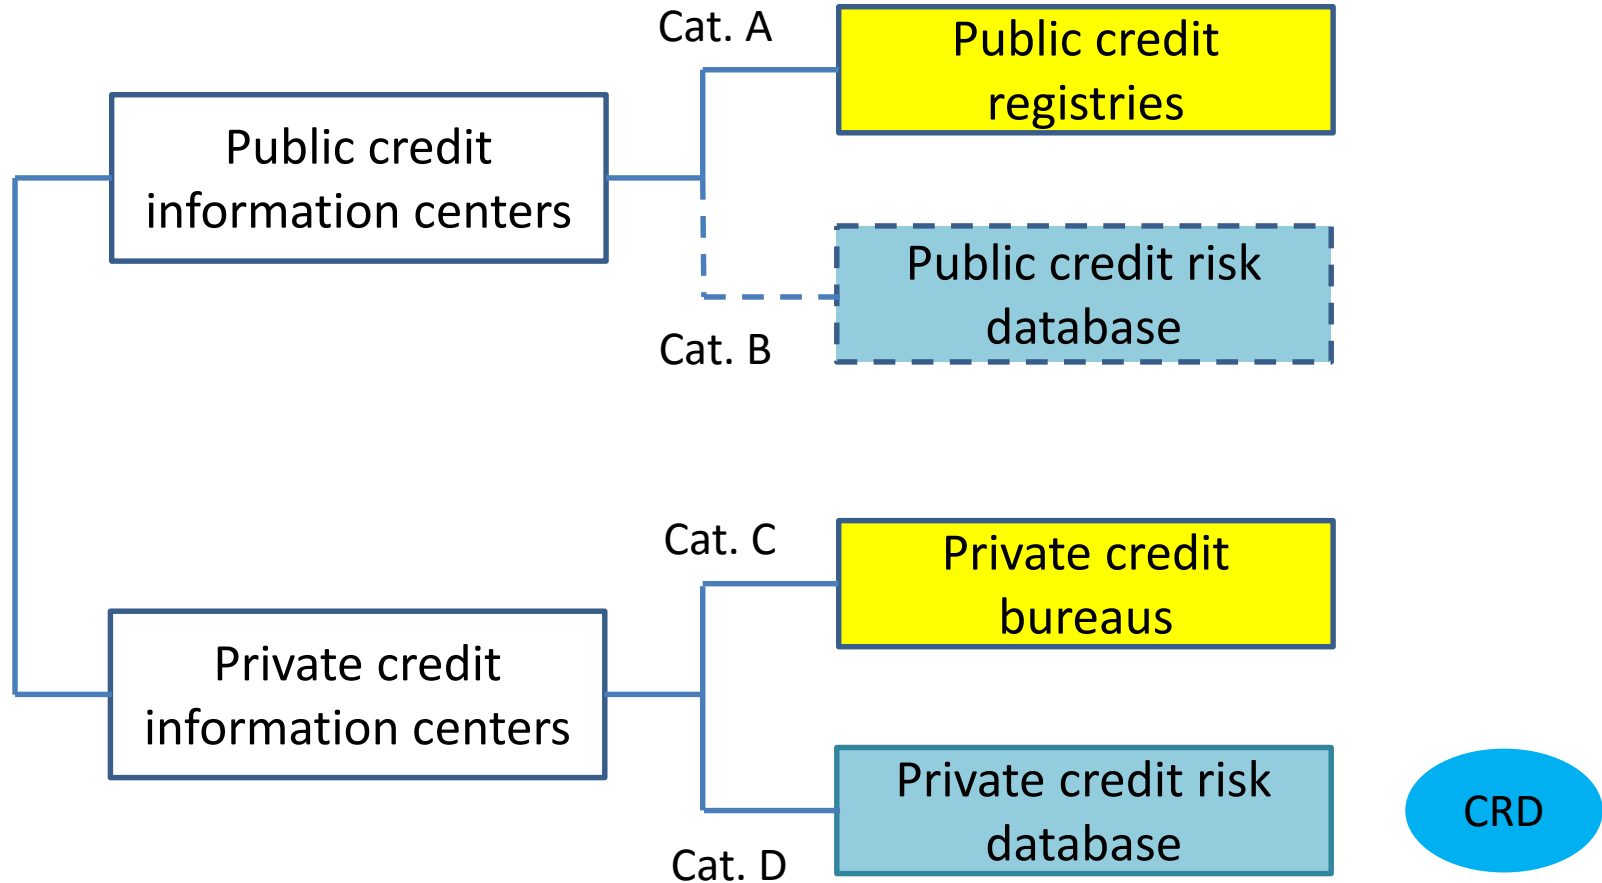 Cat. A
Public credit
registries
Public credit
information centers
Public credit risk
database
Cat. B
Cat. C
Private credit
bureaus
Private credit
information centers
Private credit risk
database
CRD
Cat. D